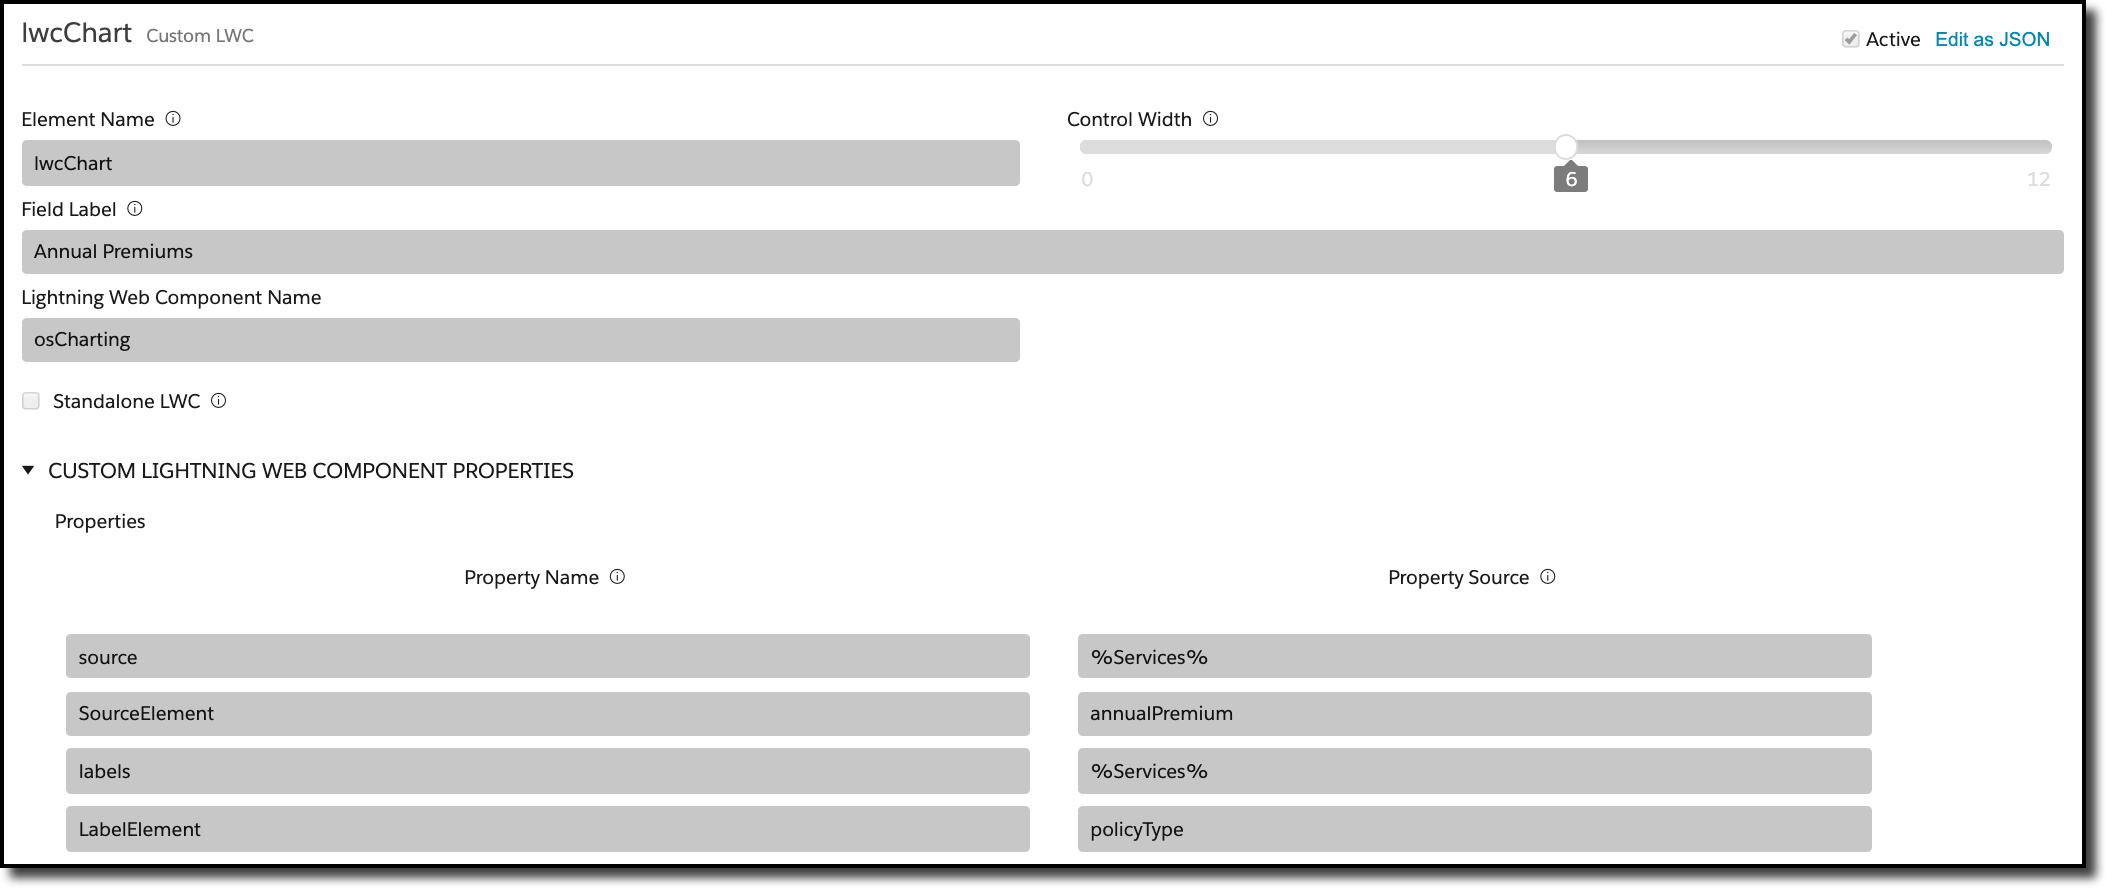 lwcChart Custom LWC
Active Edit as JSON
Element Name
lwcChart
Control Width
0 6 12
Field Label
Annual Premiums
Lightning Web Component Name
osCharting
Standalone LWC
CUSTOM LIGHTNING WEB COMPONENT PROPERTIES
Properties
Property Name Property Source
source %Services%
SourceElement annualPremium
labels %Services%
LabelElement policyType